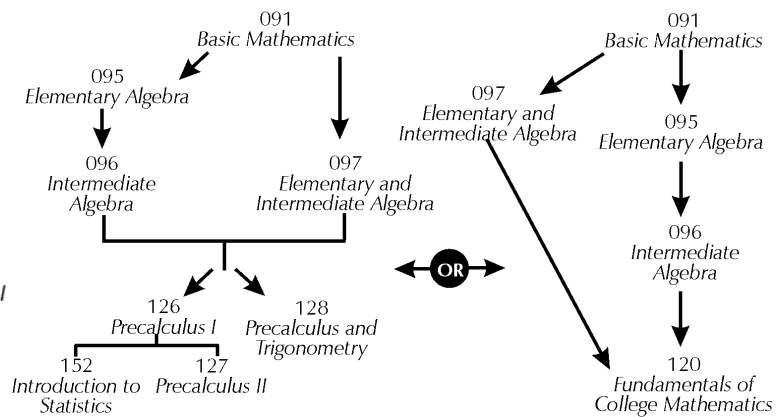 091
Basic Mathematics
095
Elementary Algebra
096
Intermediate
Algebra
097
Elementary and
Intermediate Algebra
126
Precalculus I
128
Precalculus and
Trigonometry
152
Introduction to
Statistics
127
Precalculus II
OR
091
Basic Mathematics
097
Elementary and
Intermediate Algebra
095
Elementary Algebra
096
Intermediate
Algebra
120
Fundamentals of
College Mathematics